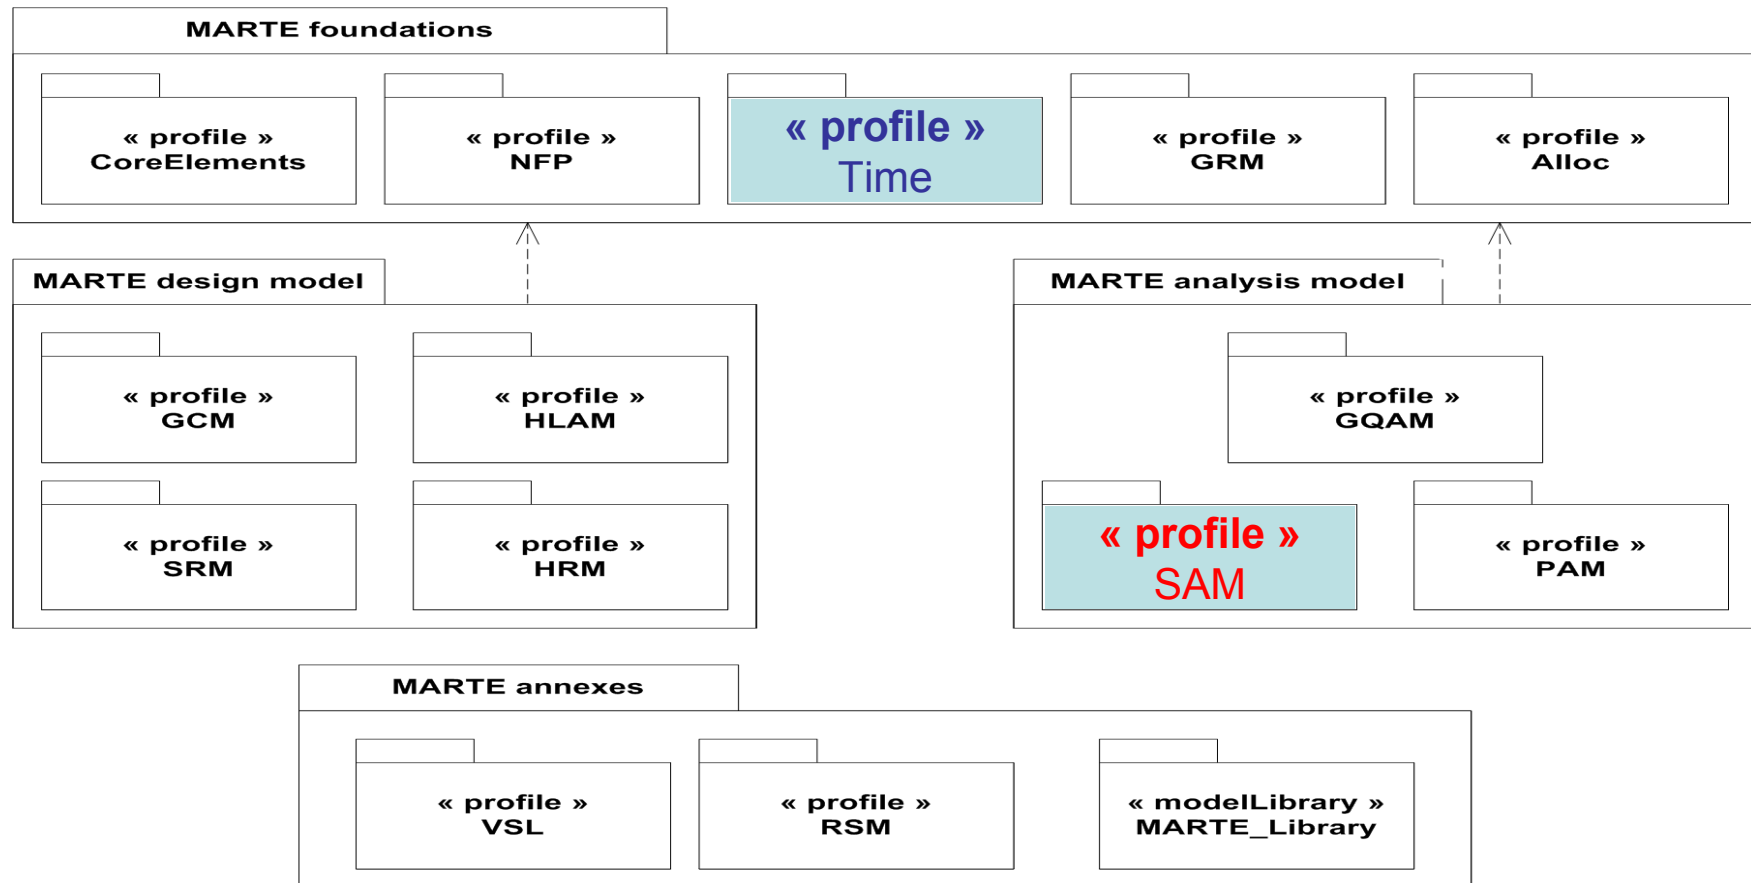 MARTE foundations
« profile »
CoreElements
« profile »
NFP
« profile »
Time
« profile »
GRM
« profile »
Alloc
MARTE design model
« profile »
GCM
« profile »
HLAM
« profile »
SRM
« profile »
HRM
MARTE analysis model
« profile »
GQAM
« profile »
SAM
« profile »
PAM
MARTE annexes
« profile »
VSL
« profile »
RSM
« modelLibrary »
MARTE_Library